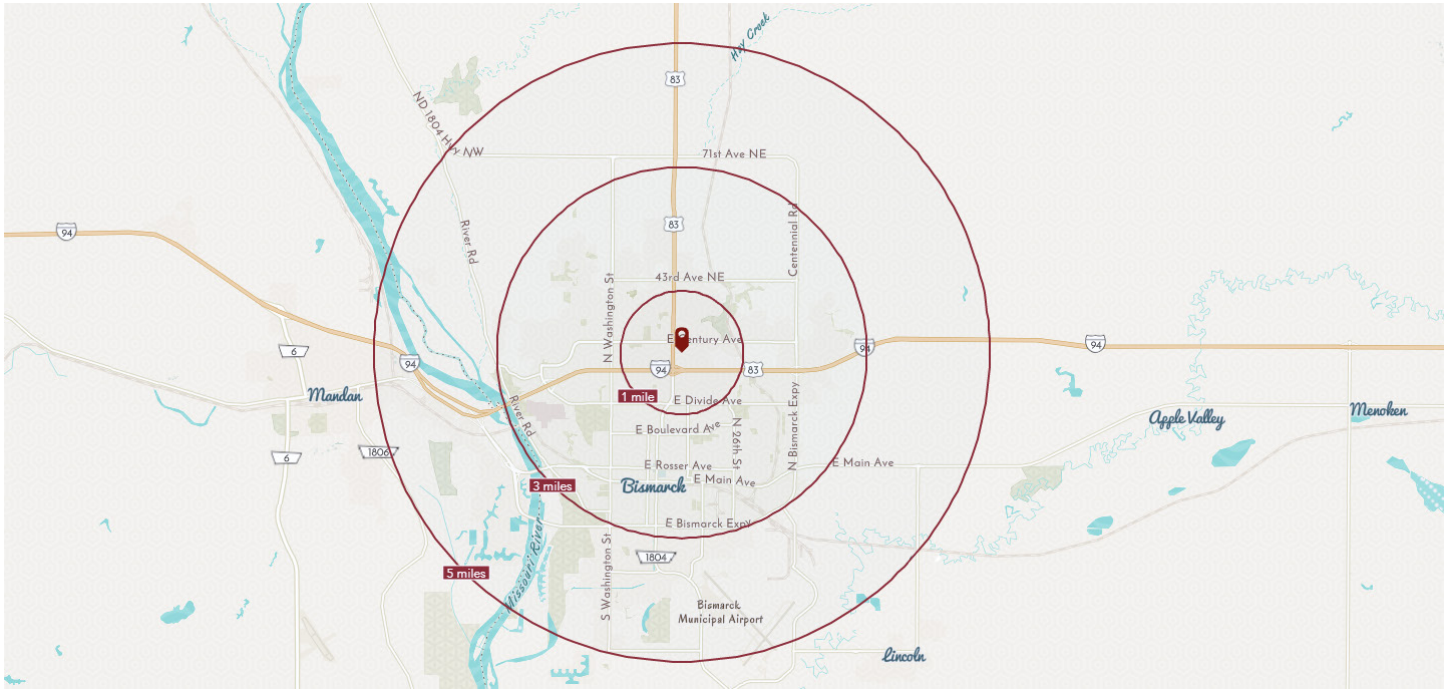 Hay Creek
83
ND 1804 Hwy NW
71st Ave NE
83
94
River Rd
Centennial Rd
43rd Ave NE
N Washington St
E Century Ave
94
94
6
94
94
83
Mandan
1 mile
E Divide Ave
N Bismarck Expy
River Rd
Apple Valley
Menoken
E Boulevard Ave
N 26th St
1806
6
E Rosser Ave
E Main Ave
E Main Ave
3 miles
Bismarck
E Bismarck Expy
1804
Missouri River
5 miles
S Washington St
Bismarck
Municipal Airport
Lincoln